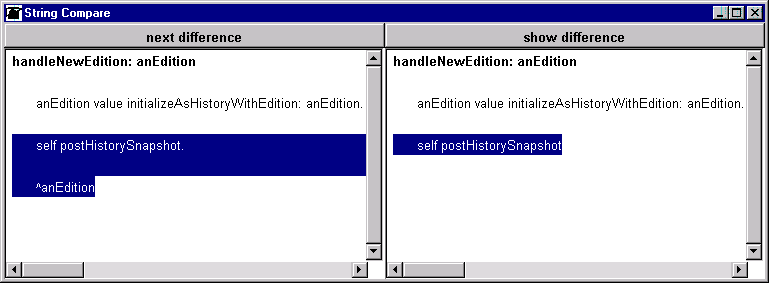 String Compare
next difference
show difference
handleNewEdition: anEdition
anEdition value initializeAsHistoryWithEdition: anEdition.
self postHistorySnapshot.
^anEdition
handleNewEdition: anEdition
anEdition value initializeAsHistoryWithEdition: anEdition.
self postHistorySnapshot